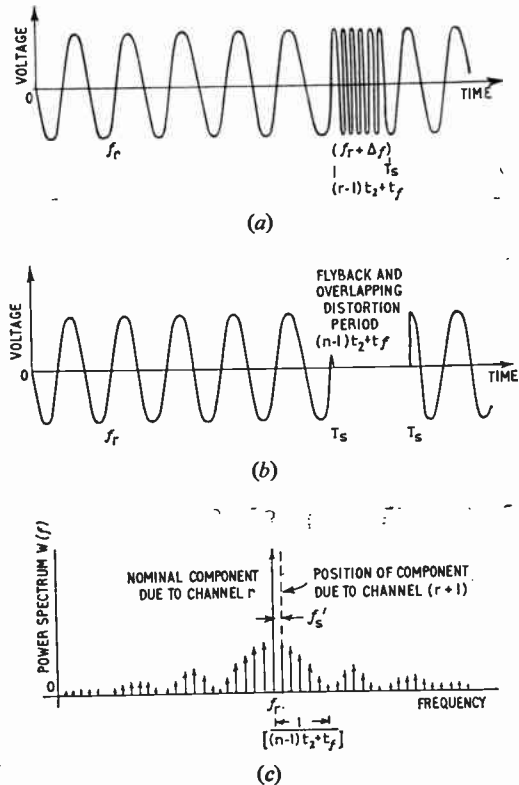 VOLTAGE
0
TIME
fr
(fr + Δf)
Ts
(r-1) t2 + tf
(a)
FLYBACK AND
OVERLAPPING
DISTORTION
PERIOD
(n-1) t2 + tf
VOLTAGE
0
TIME
fr
Ts
Ts
(b)
POWER SPECTRUM W(f)
NOMINAL COMPONENT
DUE TO CHANNEL r
POSITION OF COMPONENT
DUE TO CHANNEL (r + 1)
fs'
0
fr.
FREQUENCY
1
[(n-1) t2 + tf]
(c)